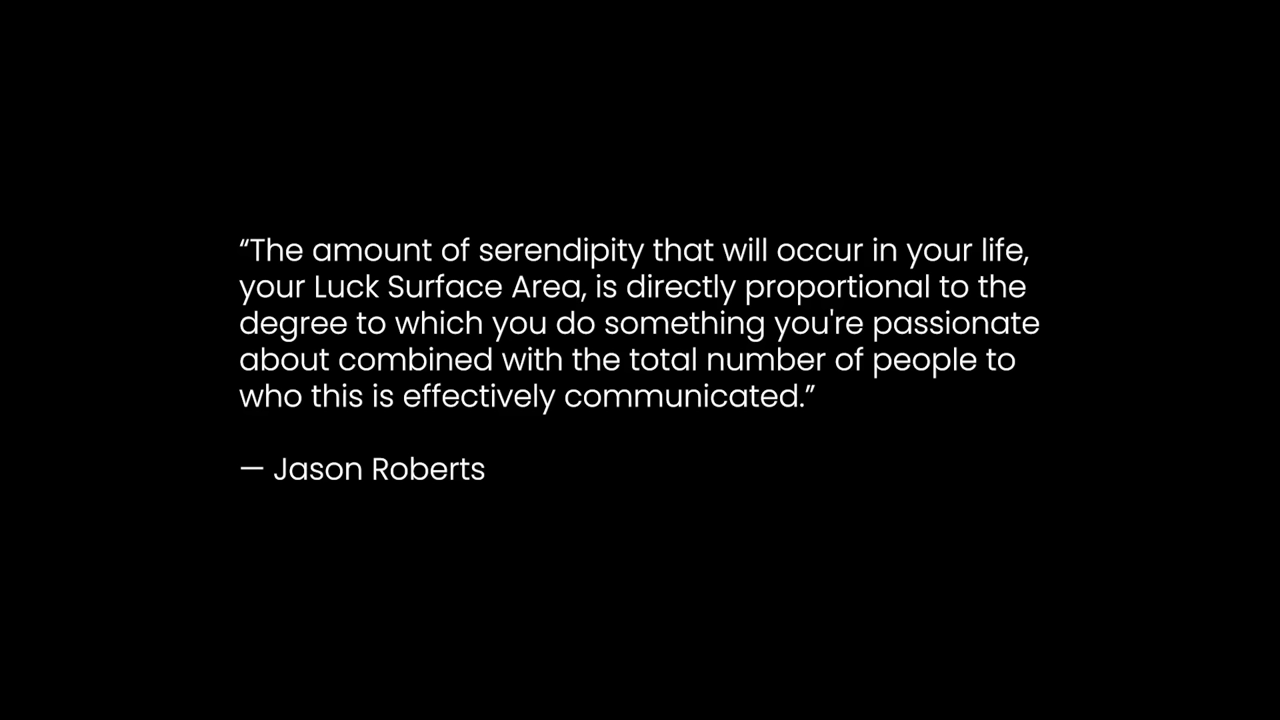 “The amount of serendipity that will occur in your life,
your Luck Surface Area, is directly proportional to the
degree to which you do something you're passionate
about combined with the total number of people to
who this is effectively communicated.”
— Jason Roberts